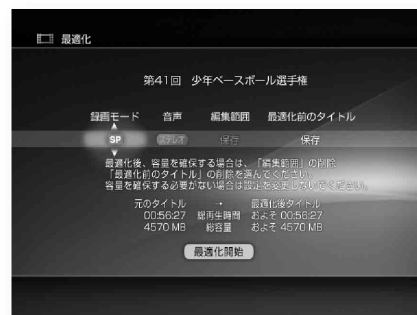 最適化
第41回 少年ベースボール選手権
録画モード 音声 編集範囲 最適化前のタイトル
SP ステレオ 保存 保存
最適化後、容量を確保する場合は、「編集範囲」の削除
「最適化前のタイトル」の削除を選んでください。
容量を確保する必要がない場合は設定を変更しないでください。
元のタイトル → 最適化後タイトル
00:56:27 総再生時間 およそ 00:56:27
4570 MB 総容量 およそ 4570 MB
最適化開始